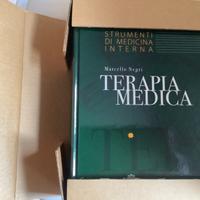 STRUMENTI
DI MEDICINA
INTERNA
Marcello Negri
TERAPIA
MEDICA